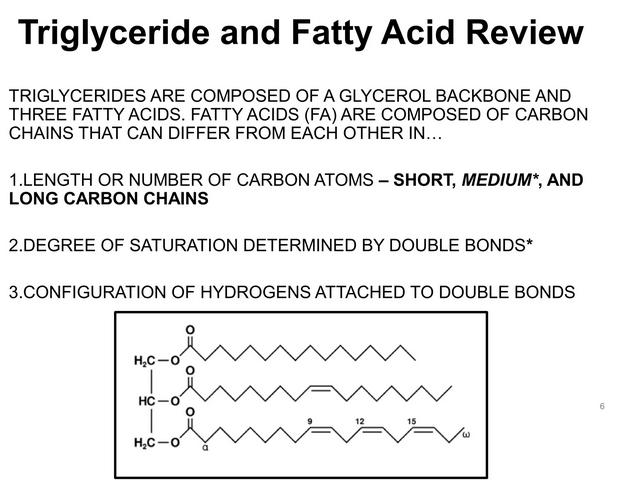 Triglyceride and Fatty Acid Review
TRIGLYCERIDES ARE COMPOSED OF A GLYCEROL BACKBONE AND
THREE FATTY ACIDS. FATTY ACIDS (FA) ARE COMPOSED OF CARBON
CHAINS THAT CAN DIFFER FROM EACH OTHER IN…
1.LENGTH OR NUMBER OF CARBON ATOMS – SHORT, MEDIUM*, AND
LONG CARBON CHAINS
2.DEGREE OF SATURATION DETERMINED BY DOUBLE BONDS*
3.CONFIGURATION OF HYDROGENS ATTACHED TO DOUBLE BONDS
O
H₂C—O
O
HC—O
6
O
9 12 15
H₂C—O
α ω